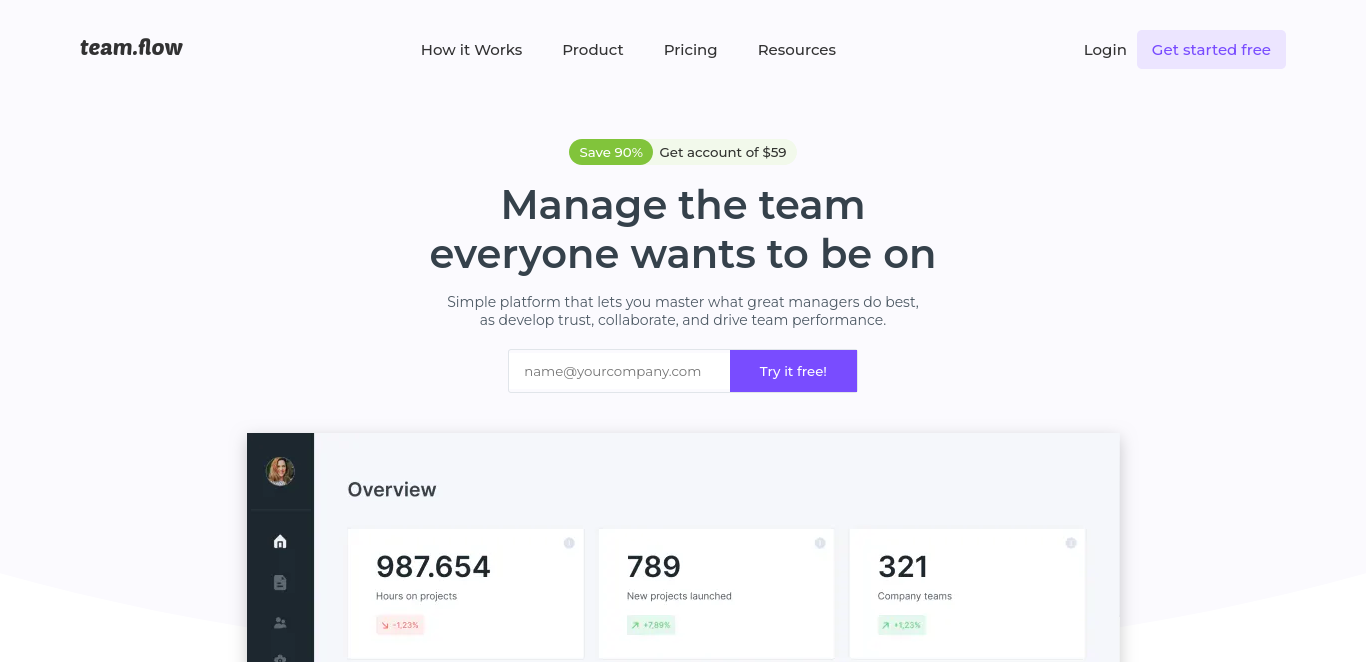 team.flow
How it Works Product Pricing Resources
Login Get started free
Save 90% Get account of $59
Manage the team
everyone wants to be on
Simple platform that lets you master what great managers do best,
as develop trust, collaborate, and drive team performance.
name@yourcompany.com Try it free!
Overview
987.654 789 321
Hours on projects New projects launched Company teams
-1,23% +7,89% +1,23%